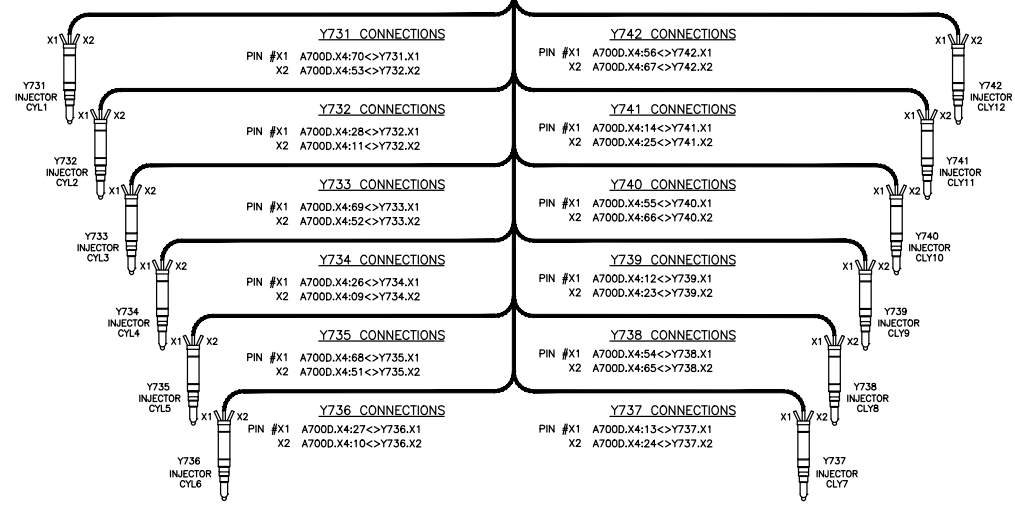 Y731 CONNECTIONS
PIN #X1 A700D.X4:70<>Y731.X1
X2 A700D.X4:53<>Y732.X2
Y742 CONNECTIONS
PIN #X1 A700D.X4:56<>Y742.X1
X2 A700D.X4:67<>Y742.X2
X1 X2
Y731
INJECTOR
CYL1
X1 X2
Y742
INJECTOR
CLY12
Y732 CONNECTIONS
PIN #X1 A700D.X4:28<>Y732.X1
X2 A700D.X4:11<>Y732.X2
Y741 CONNECTIONS
PIN #X1 A700D.X4:14<>Y741.X1
X2 A700D.X4:25<>Y741.X2
X1 X2
Y732
INJECTOR
CYL2
X1 X2
Y741
INJECTOR
CLY11
Y733 CONNECTIONS
PIN #X1 A700D.X4:69<>Y733.X1
X2 A700D.X4:52<>Y733.X2
Y740 CONNECTIONS
PIN #X1 A700D.X4:55<>Y740.X1
X2 A700D.X4:66<>Y740.X2
X1 X2
Y733
INJECTOR
CYL3
X1 X2
Y740
INJECTOR
CLY10
Y734 CONNECTIONS
PIN #X1 A700D.X4:26<>Y734.X1
X2 A700D.X4:09<>Y734.X2
Y739 CONNECTIONS
PIN #X1 A700D.X4:12<>Y739.X1
X2 A700D.X4:23<>Y739.X2
X1 X2
Y734
INJECTOR
CYL4
X1 X2
Y739
INJECTOR
CLY9
Y735 CONNECTIONS
PIN #X1 A700D.X4:68<>Y735.X1
X2 A700D.X4:51<>Y735.X2
Y738 CONNECTIONS
PIN #X1 A700D.X4:54<>Y738.X1
X2 A700D.X4:65<>Y738.X2
X1 X2
Y735
INJECTOR
CYL5
X1 X2
Y738
INJECTOR
CLY8
Y736 CONNECTIONS
PIN #X1 A700D.X4:27<>Y736.X1
X2 A700D.X4:10<>Y736.X2
Y737 CONNECTIONS
PIN #X1 A700D.X4:13<>Y737.X1
X2 A700D.X4:24<>Y737.X2
X1 X2
Y736
INJECTOR
CYL6
X1 X2
Y737
INJECTOR
CLY7